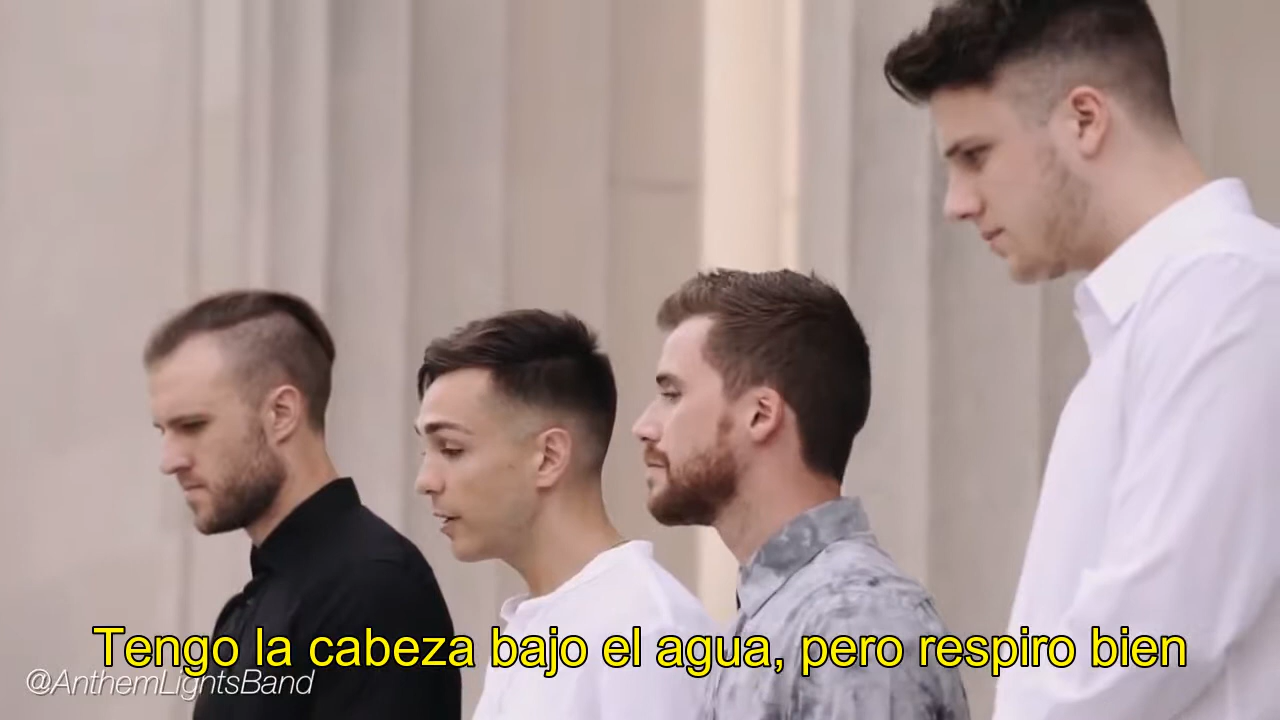 Tengo la cabeza bajo el agua, pero respiro bien
@AnthemLightsBand